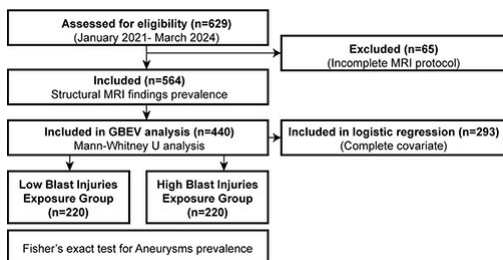 Assessed for eligibility (n=629)
(January 2021- March 2024)
Excluded (n=65)
(Incomplete MRI protocol)
Included (n=564)
Structural MRI findings prevalence
Included in GBEV analysis (n=440)
Mann-Whitney U analysis
Included in logistic regression (n=293)
(Complete covariate)
Low Blast Injuries
Exposure Group
(n=220)
High Blast Injuries
Exposure Group
(n=220)
Fisher's exact test for Aneurysms prevalence